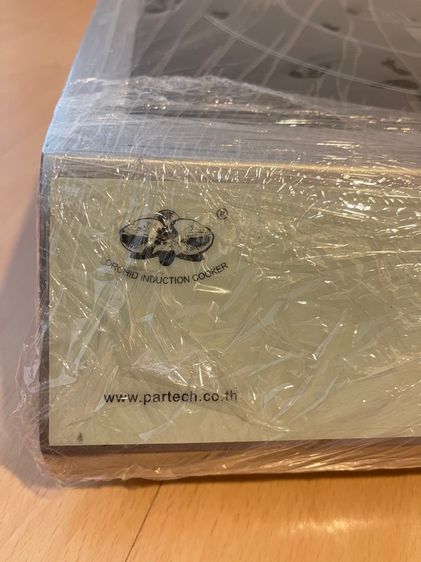 ®
ORCHID INDUCTION COOKER
www.partech.co.th